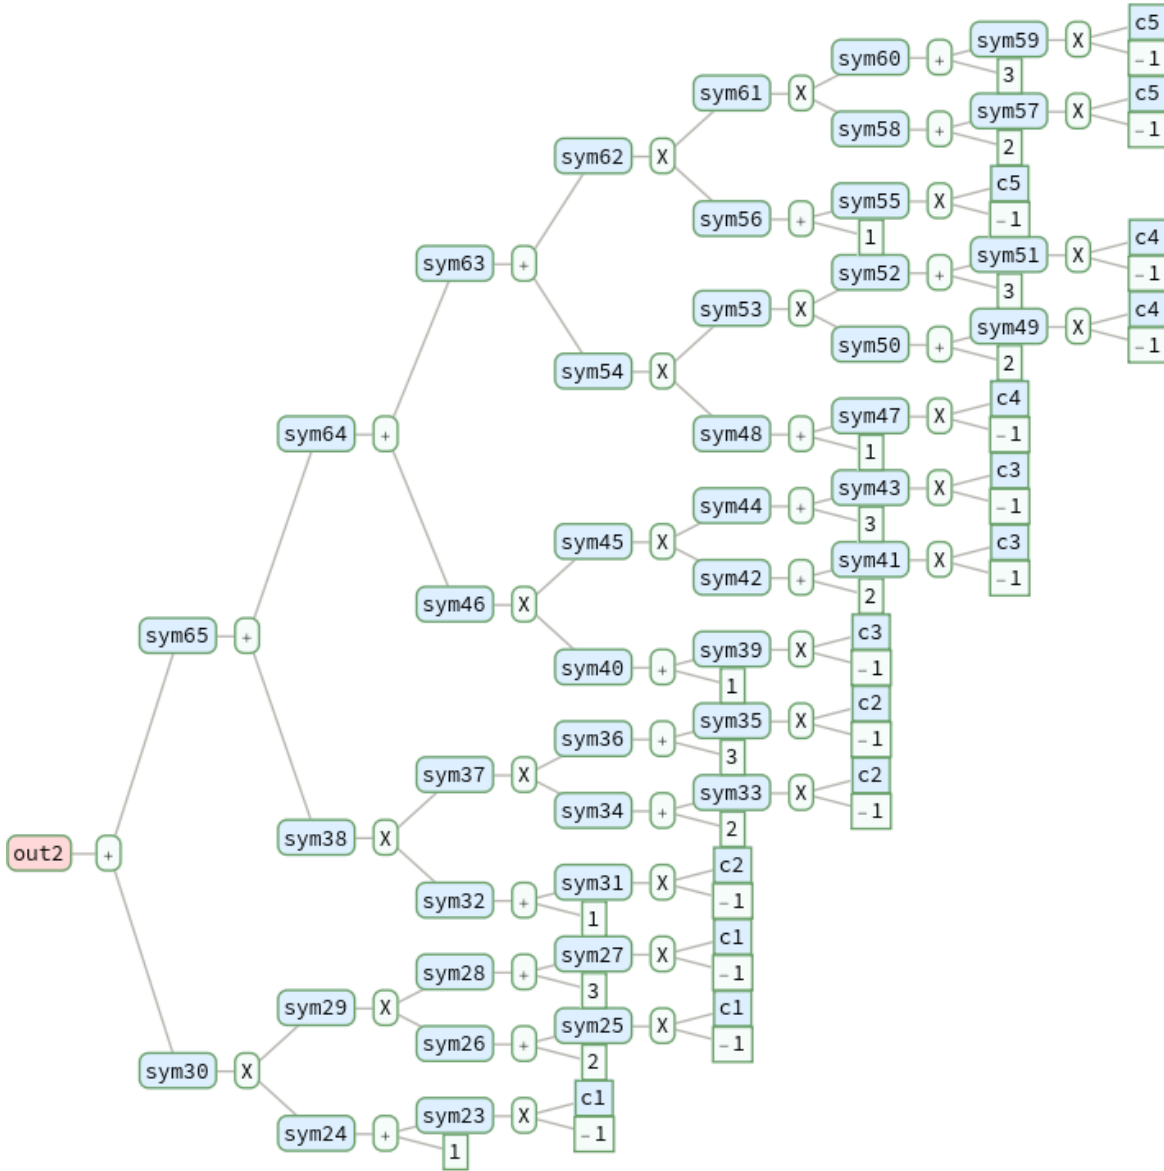 c5
sym59 X
sym60 + -1
3
sym61 X c5
sym57 X
sym58 + -1
2
sym62 X c5
sym55 X
sym56 + -1
1 c4
sym51 X
sym63 + sym52 + -1
3
sym53 X c4
sym49 X
sym50 + -1
2
sym54 X c4
sym47 X
sym64 + sym48 + -1
1
c3
sym43 X
sym44 + -1
3
sym45 X c3
sym41 X
sym42 + -1
2
sym46 X
sym65 + c3
sym39 X
sym40 + -1
1
c2
sym35 X
sym36 + -1
3
sym37 X c2
sym33 X
sym34 + -1
2
sym38 X
out2 + c2
sym31 X
sym32 + -1
1
c1
sym27 X
sym28 + -1
3
sym29 X c1
sym25 X
sym26 + -1
2
sym30 X
c1
sym23 X
sym24 + -1
1